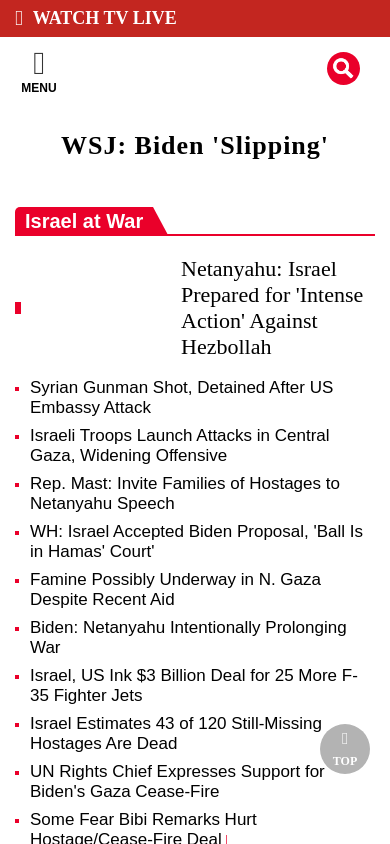 WATCH TV LIVE
MENU
WSJ: Biden 'Slipping'
Israel at War
Netanyahu: Israel
Prepared for 'Intense
Action' Against
Hezbollah
Syrian Gunman Shot, Detained After US
Embassy Attack
Israeli Troops Launch Attacks in Central
Gaza, Widening Offensive
Rep. Mast: Invite Families of Hostages to
Netanyahu Speech
WH: Israel Accepted Biden Proposal, 'Ball Is
in Hamas' Court'
Famine Possibly Underway in N. Gaza
Despite Recent Aid
Biden: Netanyahu Intentionally Prolonging
War
Israel, US Ink $3 Billion Deal for 25 More F-
35 Fighter Jets
Israel Estimates 43 of 120 Still-Missing
Hostages Are Dead
TOP
UN Rights Chief Expresses Support for
Biden's Gaza Cease-Fire
Some Fear Bibi Remarks Hurt
Hostage/Cease-Fire Deal